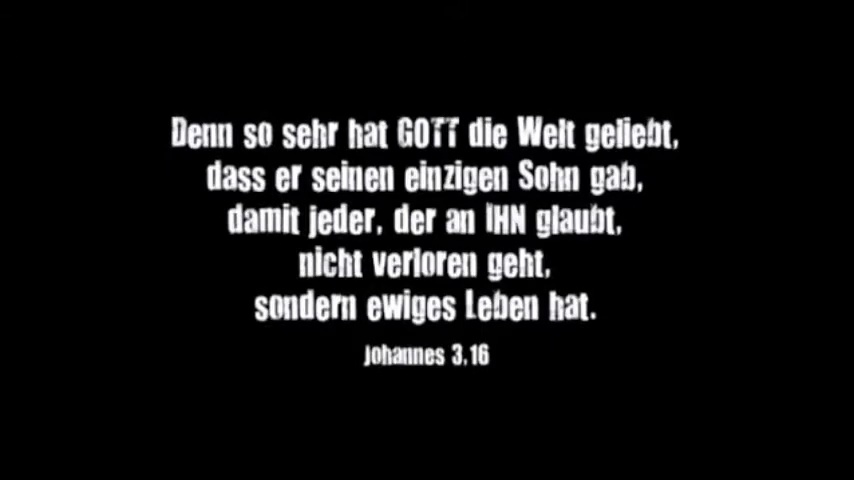 Denn so sehr hat GOTT die Welt geliebt,
dass er seinen einzigen Sohn gab,
damit jeder, der an IHN glaubt,
nicht verloren geht,
sondern ewiges Leben hat.
Johannes 3,16